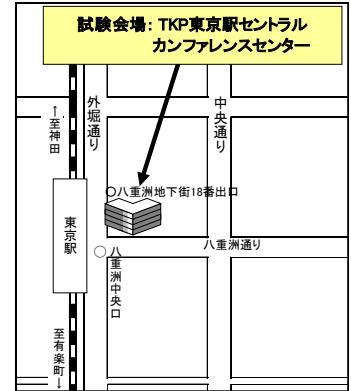 試験会場：TKP東京駅セントラル
カンファレンスセンター
↑至神田
外堀通り
中央通り
○八重洲地下街18番出口
東京駅
八重洲通り
○八重洲中央口
至有楽町↓